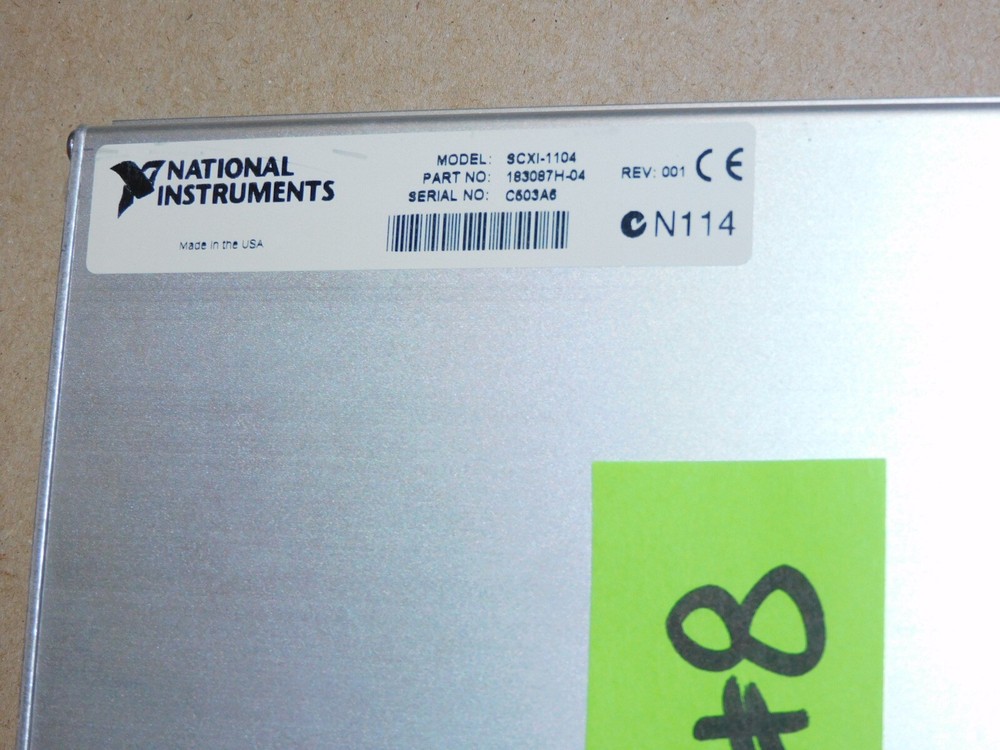 NATIONAL
INSTRUMENTS
Made in the USA
MODEL: SCXI-1104
PART NO: 183087H-04
SERIAL NO: C503A6
REV: 001 CE
N114
#8